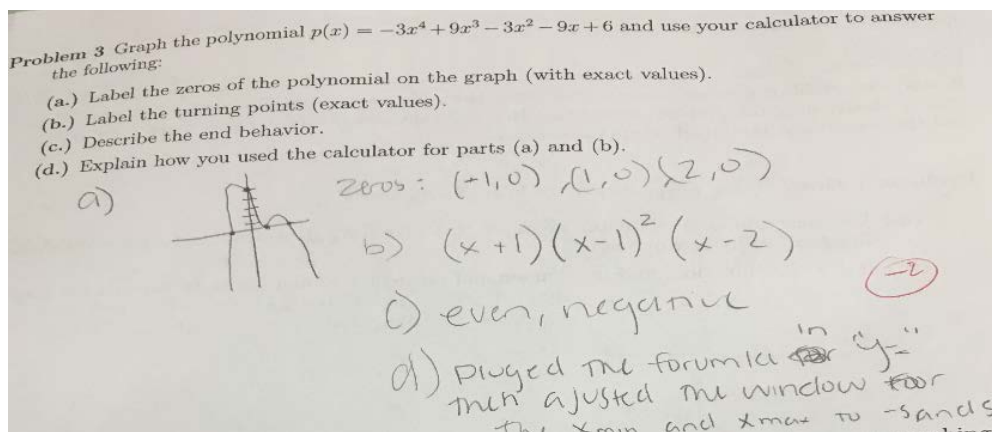 Problem 3 Graph the polynomial p(x) = −3x⁴ + 9x³ − 3x² − 9x + 6 and use your calculator to answer
the following:
(a.) Label the zeros of the polynomial on the graph (with exact values).
(b.) Label the turning points (exact values).
(c.) Describe the end behavior.
(d.) Explain how you used the calculator for parts (a) and (b).
a) zeros: (-1,0), (1,0) (2,0)
b) (x+1)(x-1)² (x-2)
-2
c) even, negative
d) pluged the forumla in "y="
then ajusted the window for
the xmin and xmax to -5 and 5